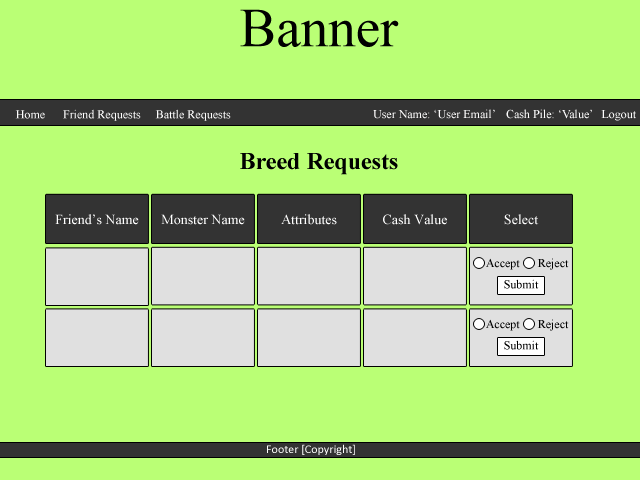 Banner
Home Friend Requests Battle Requests User Name: ‘User Email’ Cash Pile: ‘Value’ Logout
Breed Requests
Friend’s Name Monster Name Attributes Cash Value Select
Accept Reject
Submit
Accept Reject
Submit
Footer [Copyright]